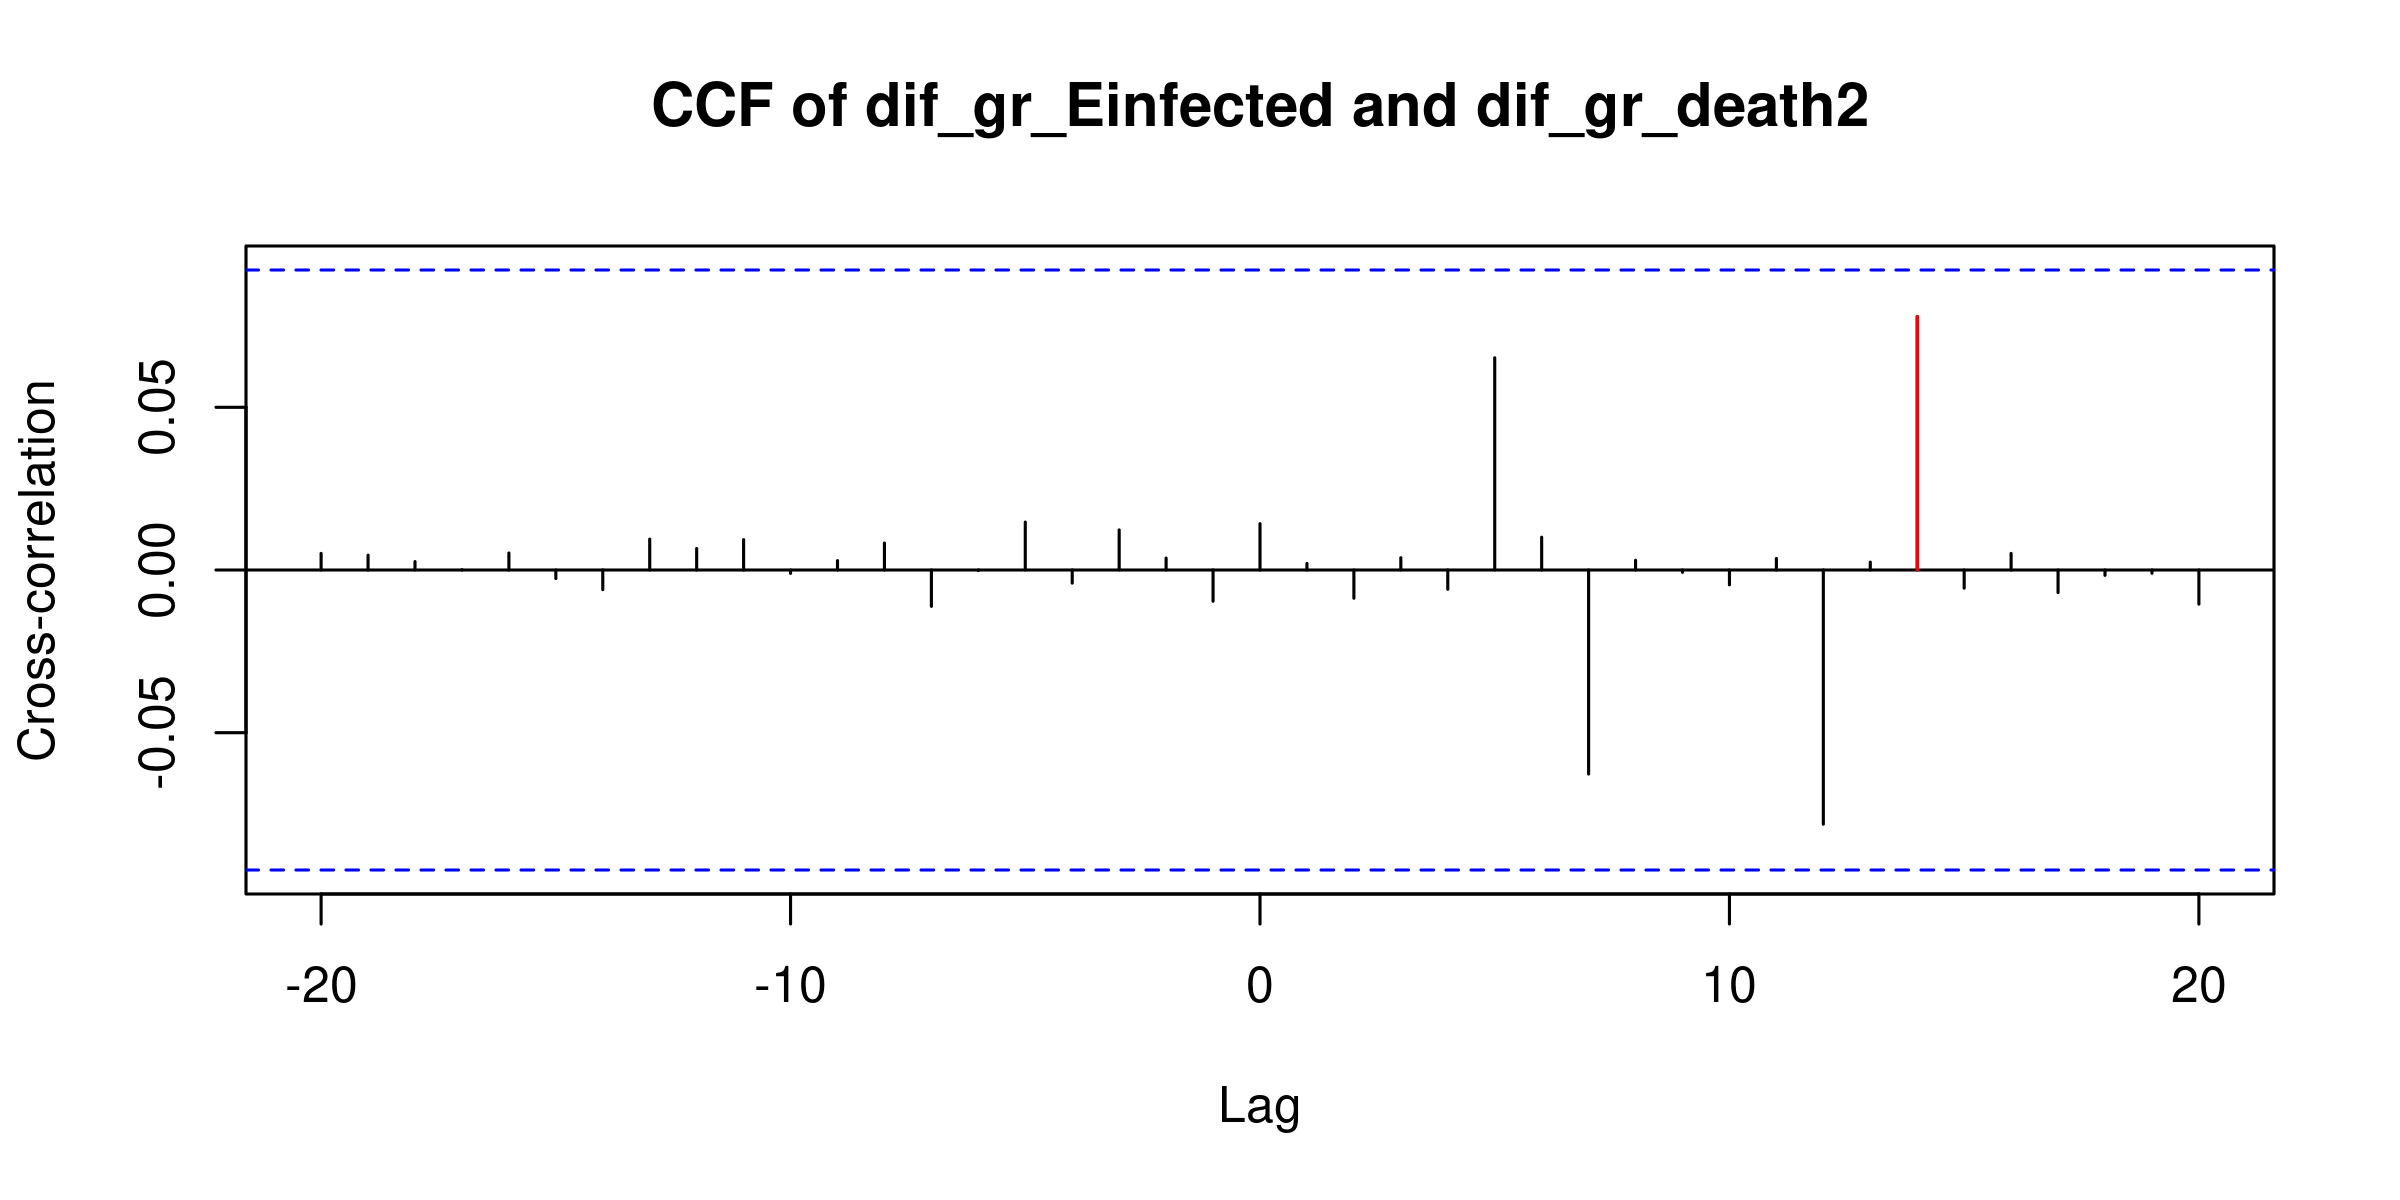 CCF of dif_gr_Einfected and dif_gr_death2
Cross-correlation
0.05
0.00
-0.05
-20 -10 0 10 20
Lag